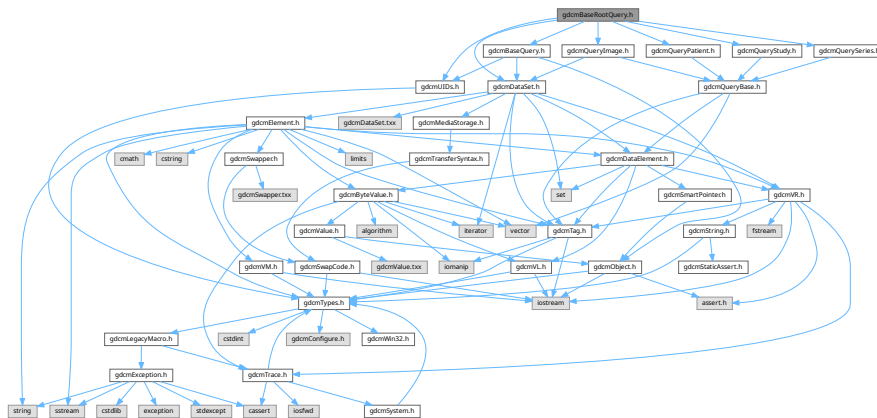 gdcmBaseRootQuery.h
gdcmBaseQuery.h
gdcmQueryImage.h
gdcmQueryPatient.h
gdcmQueryStudy.h
gdcmQuerySeries.h
gdcmUIDs.h
gdcmDataSet.h
gdcmQueryBase.h
gdcmElement.h
gdcmDataSet.txx
gdcmMediaStorage.h
cmath
cstring
gdcmSwapper.h
limits
gdcmTransferSyntax.h
gdcmDataElement.h
gdcmSwapper.txx
gdcmByteValue.h
set
gdcmSmartPointer.h
gdcmVR.h
gdcmValue.h
algorithm
iterator
vector
gdcmTag.h
gdcmString.h
fstream
gdcmVM.h
gdcmSwapCode.h
gdcmValue.txx
iomanip
gdcmVL.h
gdcmObject.h
gdcmStaticAssert.h
gdcmTypes.h
iostream
assert.h
gdcmLegacyMacro.h
cstdint
gdcmConfigure.h
gdcmWin32.h
gdcmException.h
gdcmTrace.h
string
sstream
cstdlib
exception
stdexcept
cassert
iosfwd
gdcmSystem.h